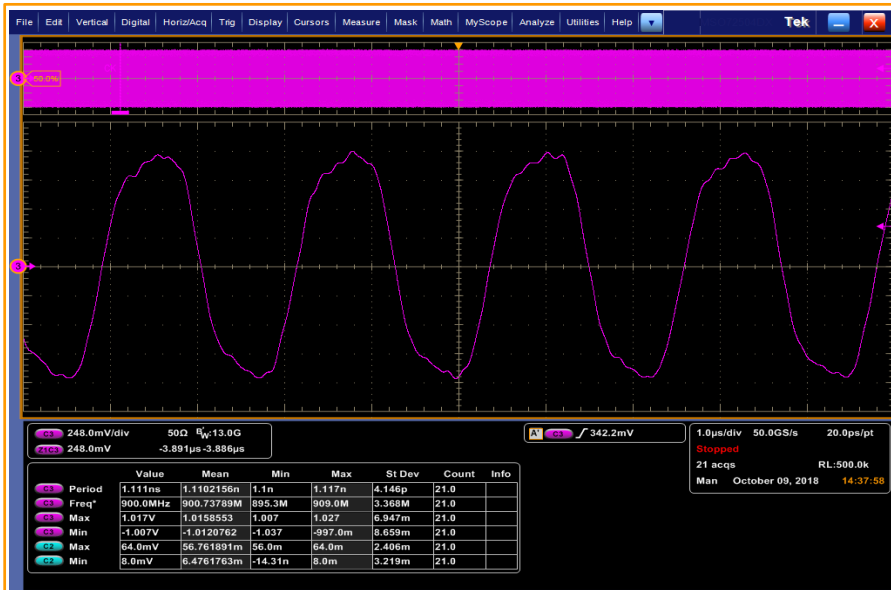 File Edit Vertical Digital Horiz/Acq Trig Display Cursors Measure Mask Math MyScope Analyze Utilities Help Tek X
3 50.0%
3
C3 248.0mV/div 50Ω BW:13.0G
Z1C3 248.0mV -3.891µs -3.886µs
A' C3 342.2mV
1.0µs/div 50.0GS/s 20.0ps/pt
Stopped
21 acqs RL:500.0k
Man October 09, 2018 14:37:58
Value Mean Min Max St Dev Count Info
C3 Period 1.111ns 1.1102156n 1.1n 1.117n 4.146p 21.0
C3 Freq* 900.0MHz 900.73789M 895.3M 909.0M 3.368M 21.0
C3 Max 1.017V 1.0158553 1.007 1.027 6.947m 21.0
C3 Min -1.007V -1.0120762 -1.037 -997.0m 8.659m 21.0
C2 Max 64.0mV 56.761891m 56.0m 64.0m 2.406m 21.0
C2 Min 8.0mV 6.4761763m -14.31n 8.0m 3.219m 21.0